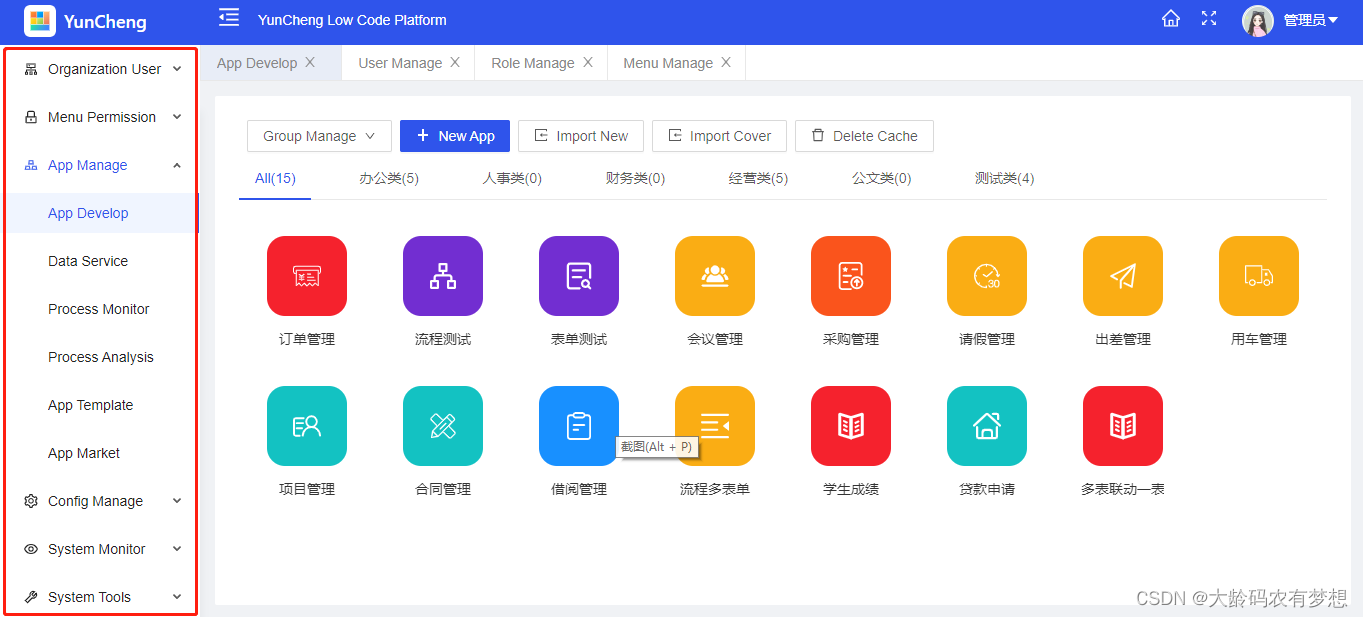 YunCheng
YunCheng Low Code Platform
管理员
Organization User
Menu Permission
App Manage
App Develop
Data Service
Process Monitor
Process Analysis
App Template
App Market
Config Manage
System Monitor
System Tools
App Develop
User Manage
Role Manage
Menu Manage
Group Manage
New App
Import New
Import Cover
Delete Cache
All(15)
办公类(5)
人事类(0)
财务类(0)
经营类(5)
公文类(0)
测试类(4)
30
订单管理
流程测试
表单测试
会议管理
采购管理
请假管理
出差管理
用车管理
截图(Alt + P)
项目管理
合同管理
借阅管理
流程多表单
学生成绩
贷款申请
多表联动一表
CSDN @大龄码农有梦想